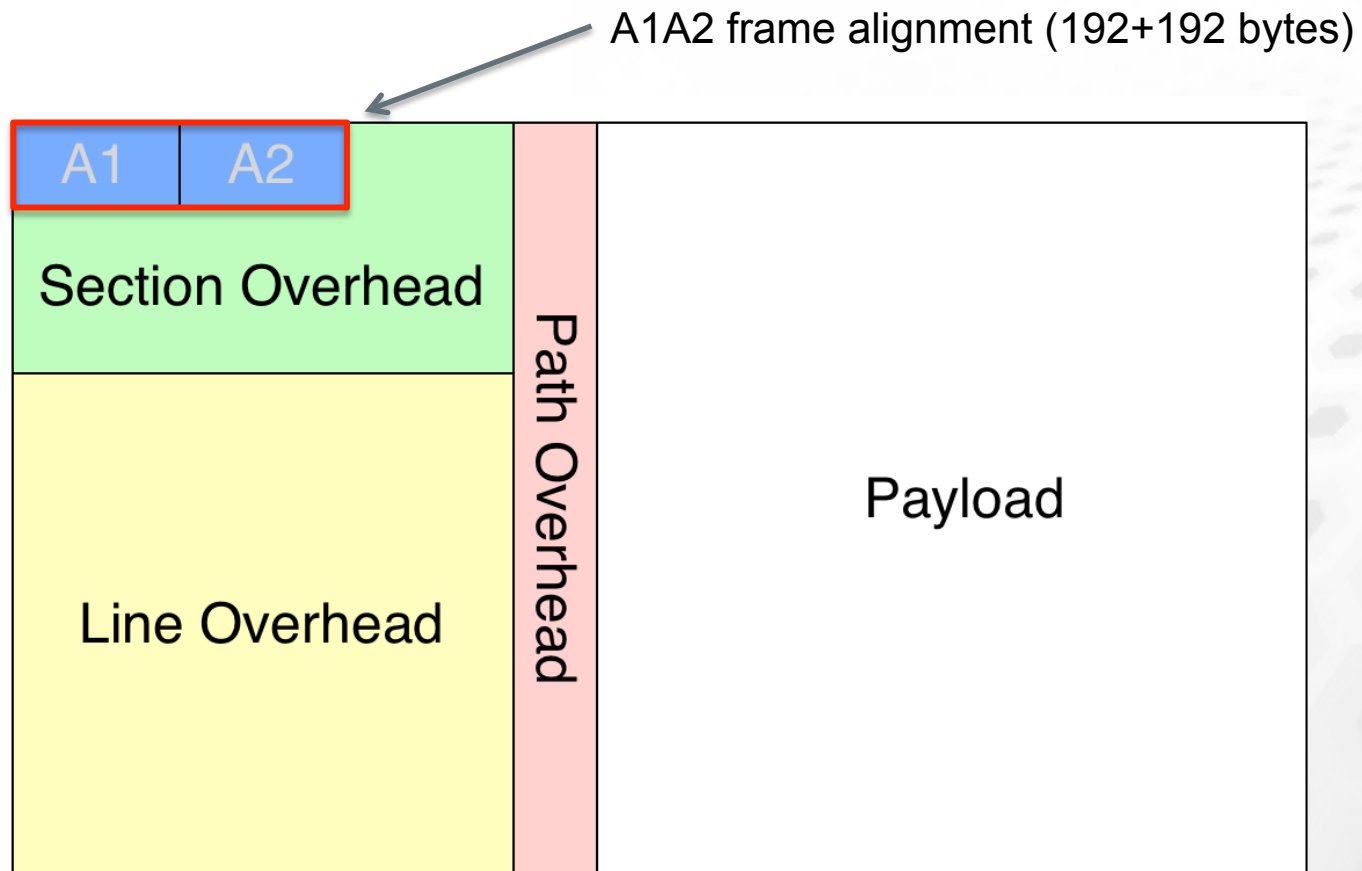 A1A2 frame alignment (192+192 bytes)
A1 A2
Section Overhead
Path Overhead
Payload
Line Overhead